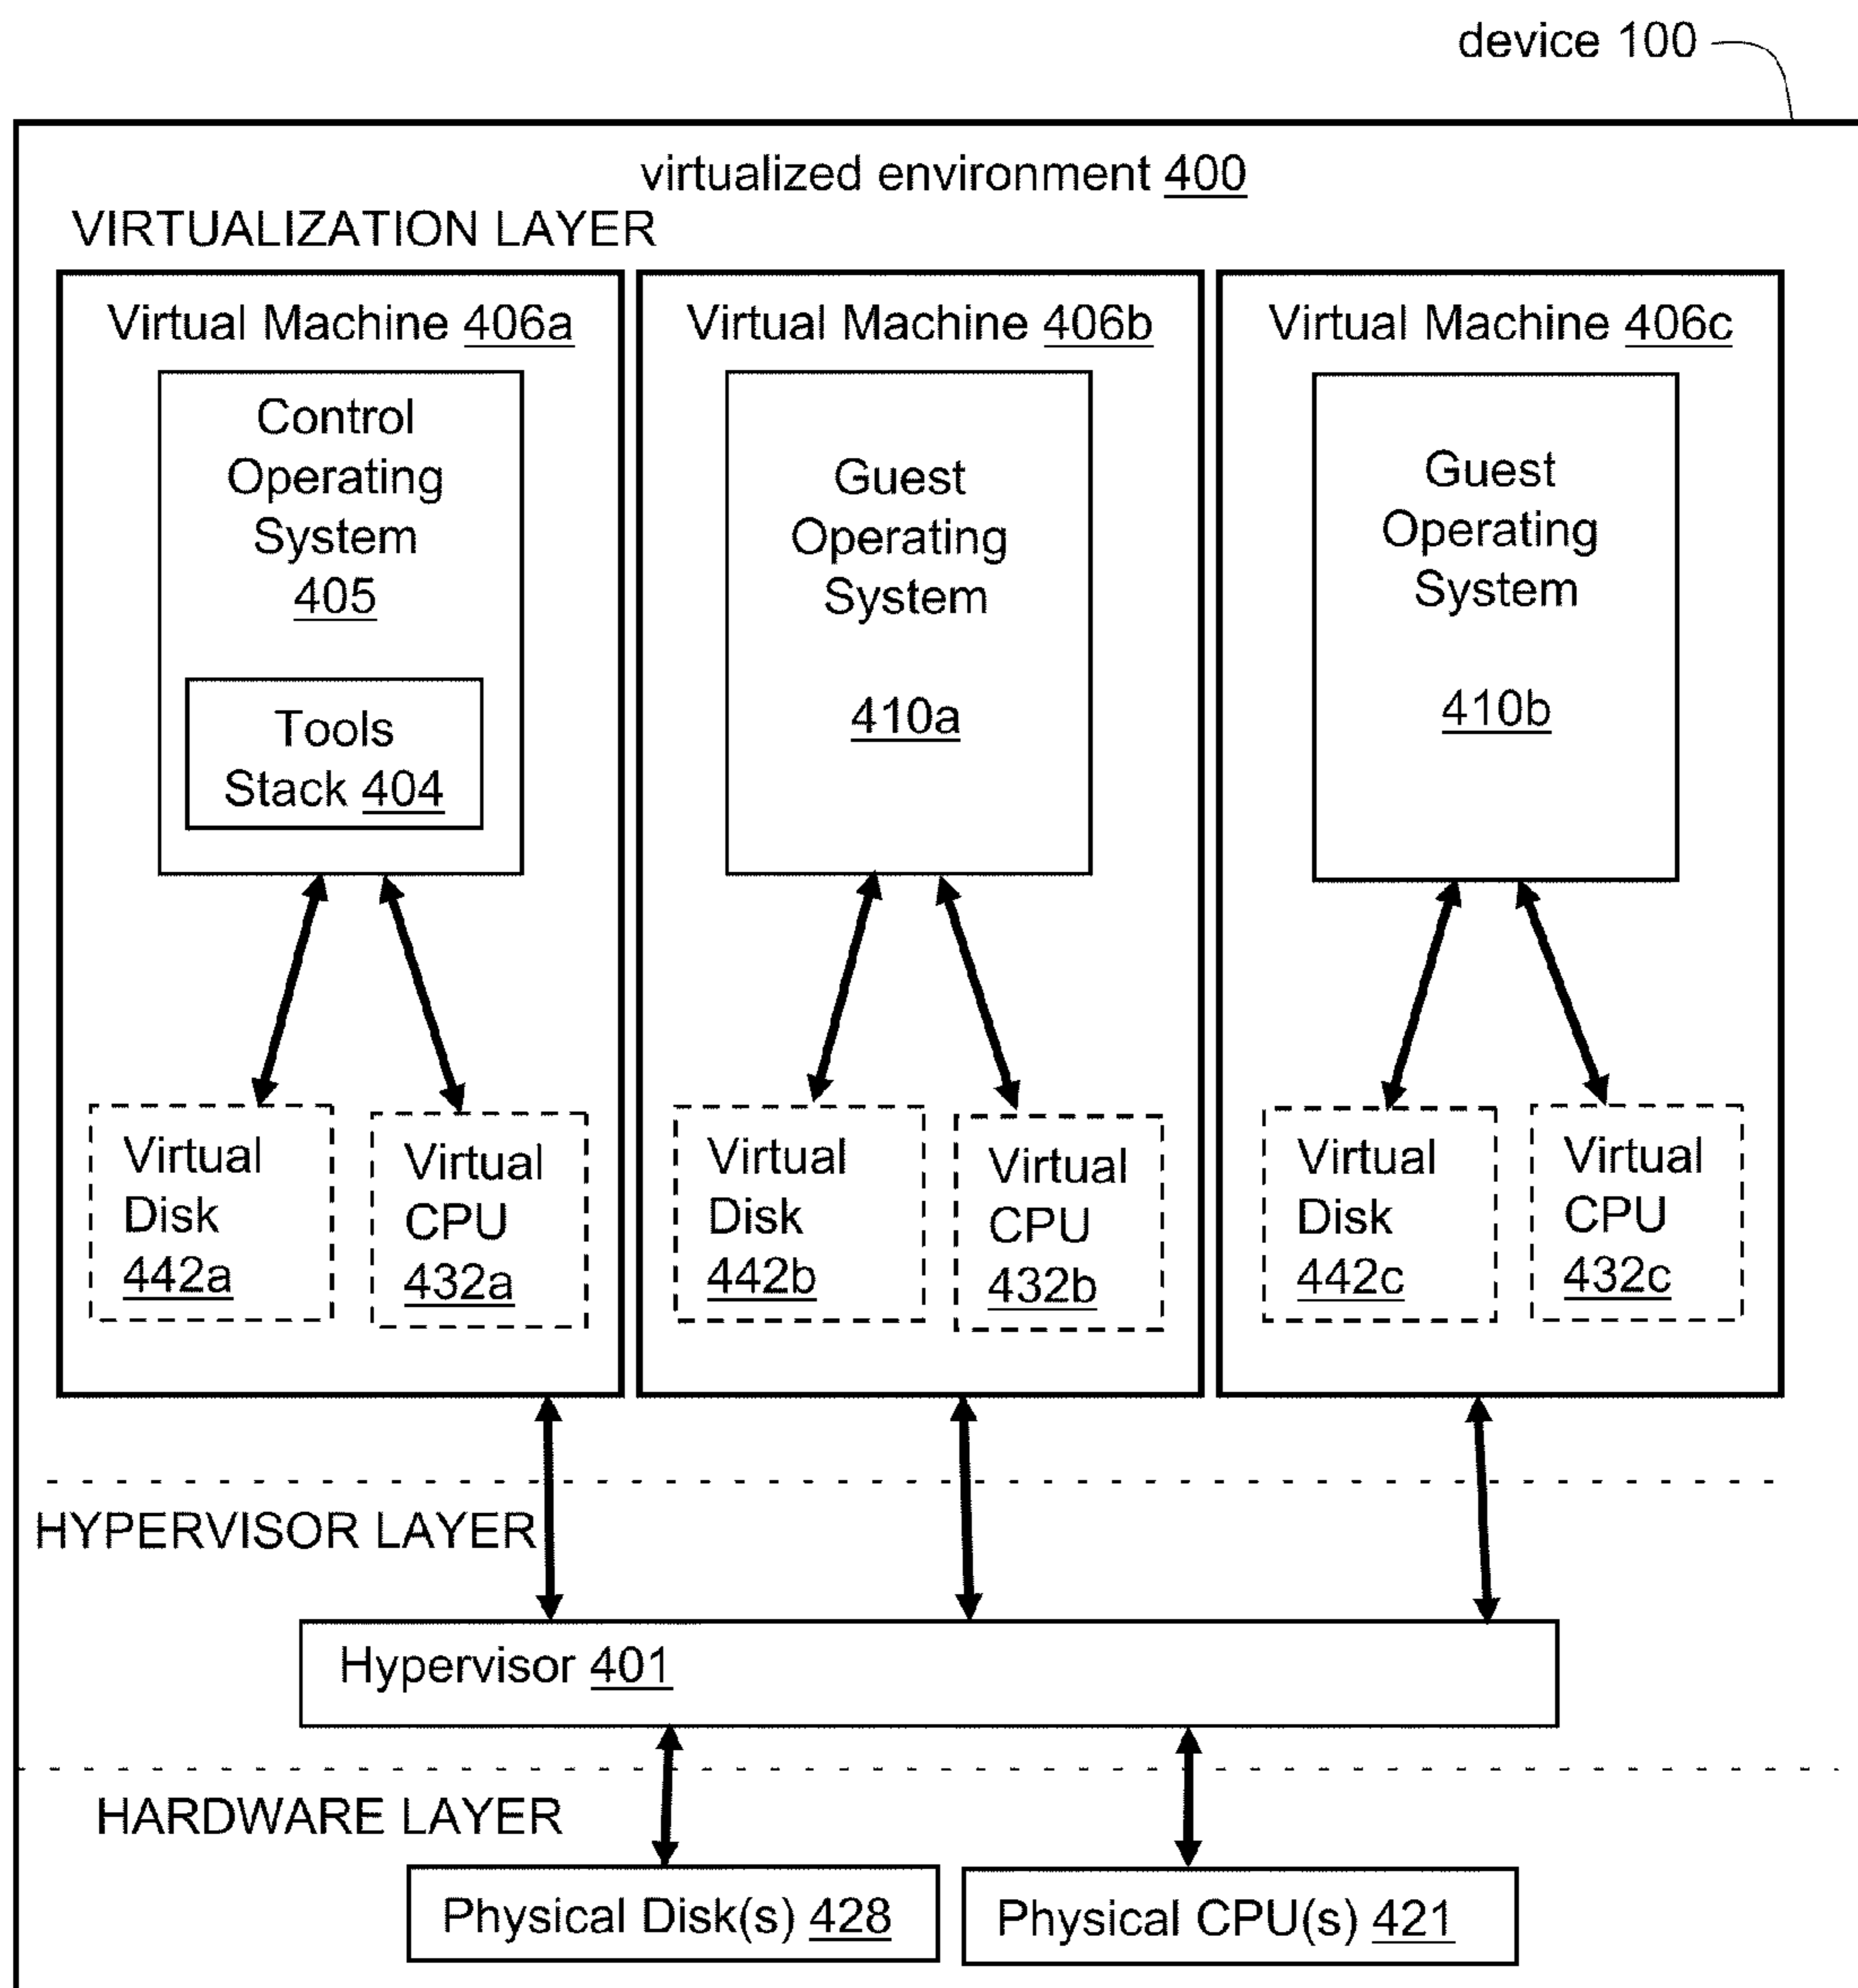 device 100
virtualized environment 400
VIRTUALIZATION LAYER
Virtual Machine 406a
Control
Operating
System
405
Tools
Stack 404
Virtual
Disk
442a
Virtual
CPU
432a
Virtual Machine 406b
Guest
Operating
System
410a
Virtual
Disk
442b
Virtual
CPU
432b
Virtual Machine 406c
Guest
Operating
System
410b
Virtual
Disk
442c
Virtual
CPU
432c
HYPERVISOR LAYER
Hypervisor 401
HARDWARE LAYER
Physical Disk(s) 428
Physical CPU(s) 421